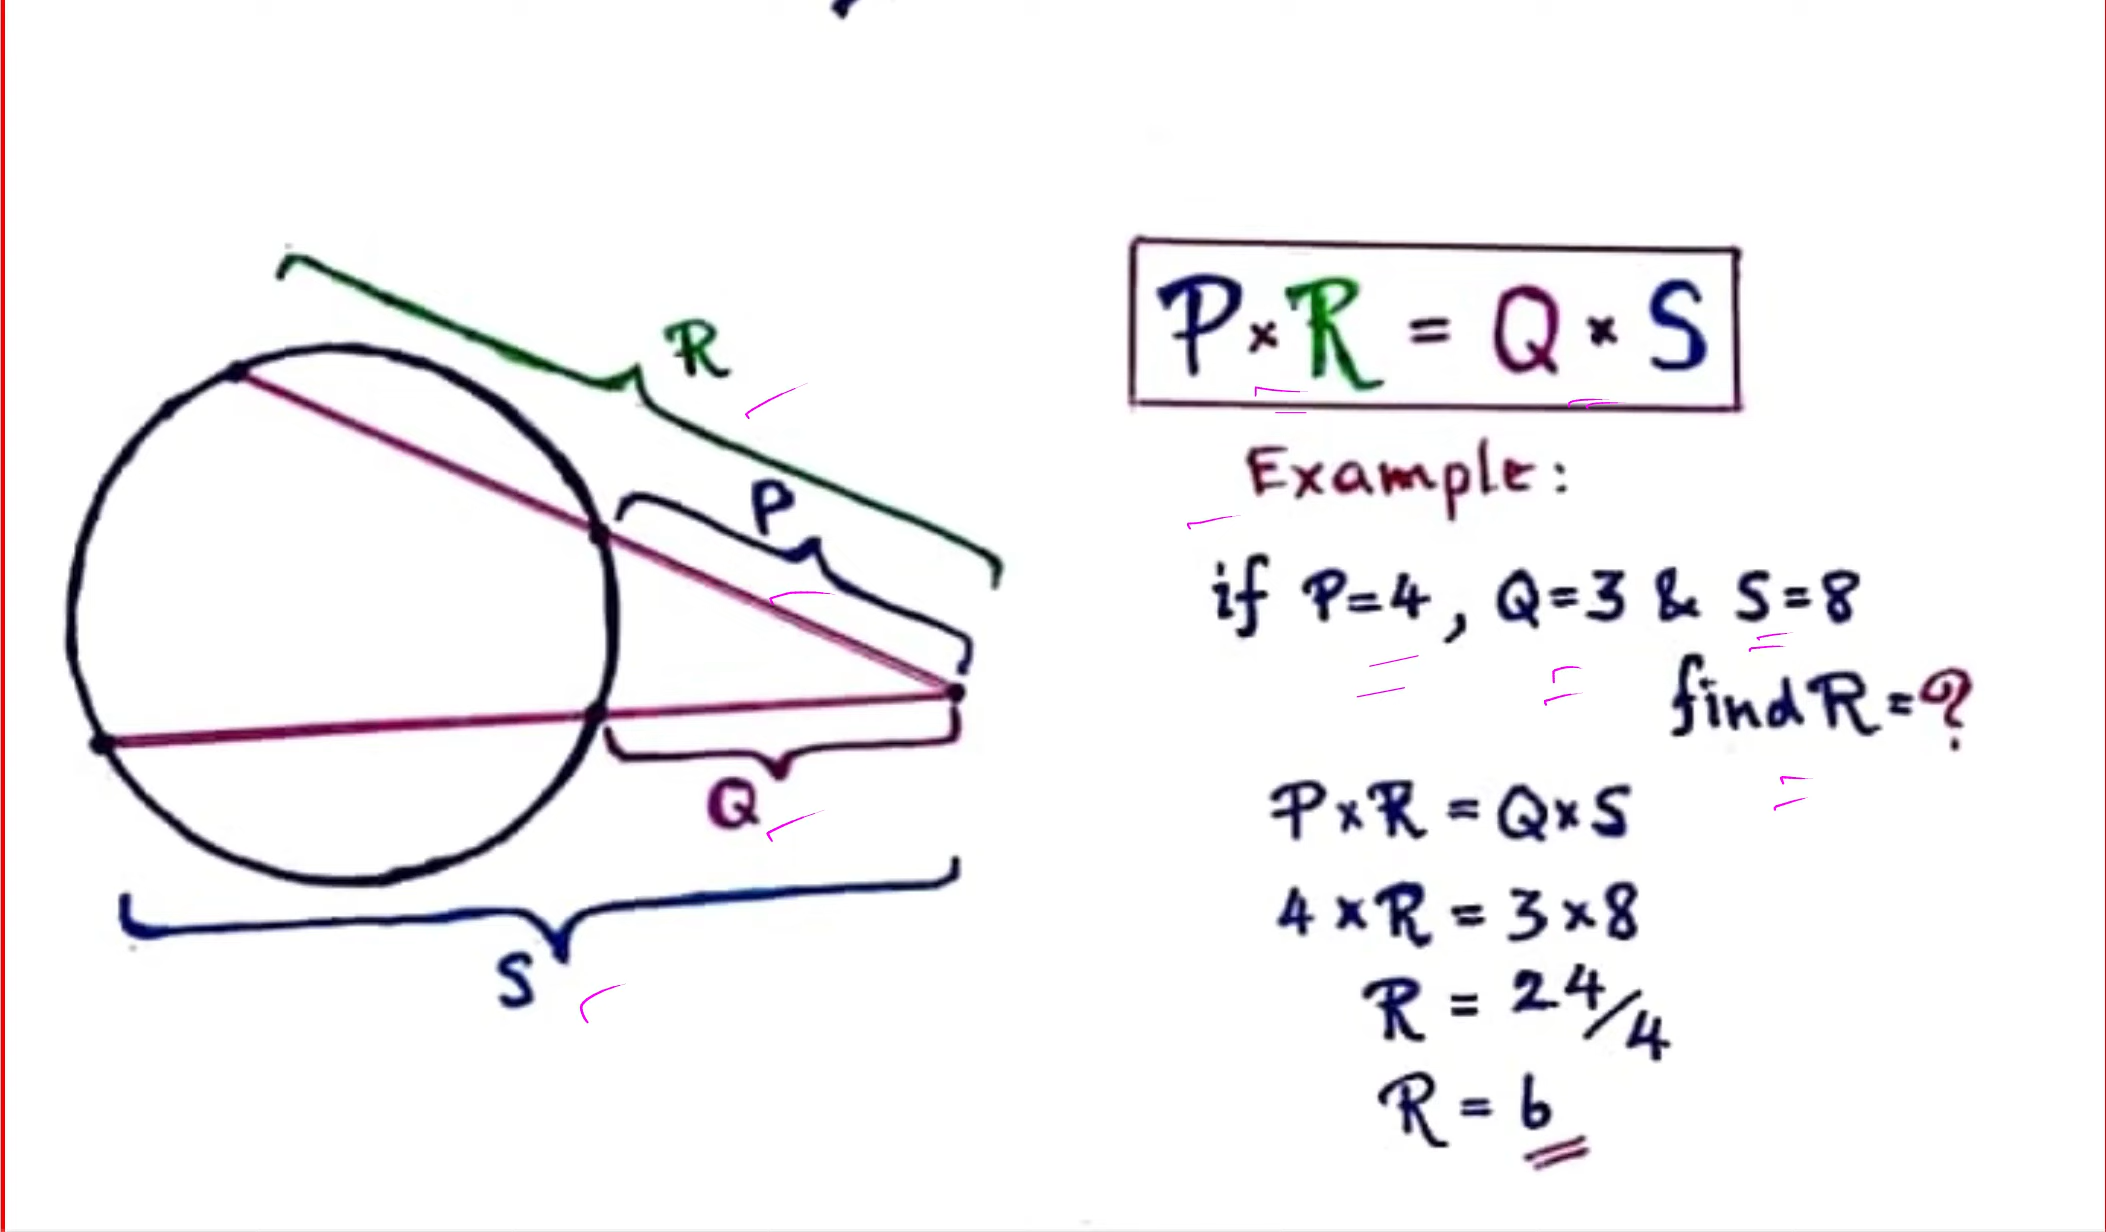 R
P
Q
S
P × R = Q × S
Example:
if P=4, Q=3 & S=8
find R=?
P×R = Q×S
4 × R = 3×8
R = 24/4
R = 6